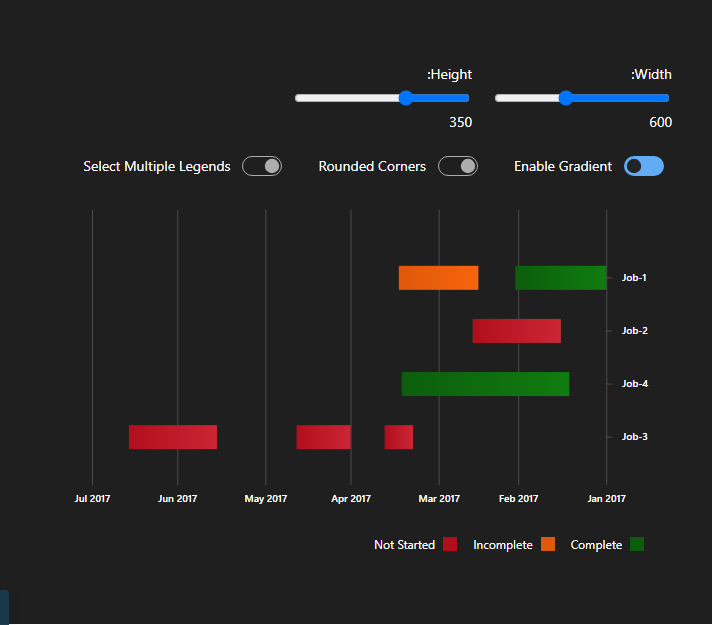 :Height
:Width
350
600
Select Multiple Legends
Rounded Corners
Enable Gradient
Job-1
Job-2
Job-4
Job-3
Jul 2017
Jun 2017
May 2017
Apr 2017
Mar 2017
Feb 2017
Jan 2017
Not Started
Incomplete
Complete